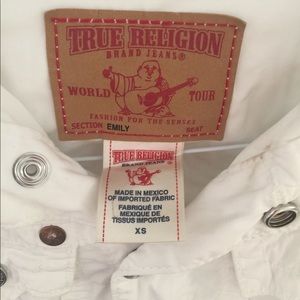 TRUE RELIGION
BRAND JEANS®
WORLD TOUR
FASHION FOR THE SENSES
SECTION EMILY SEAT
TRUE RELIGION
BRAND JEANS®
MADE IN MEXICO
OF IMPORTED FABRIC
FABRIQUÉ EN
MEXIQUE DE
TISSUS IMPORTÉS
XS